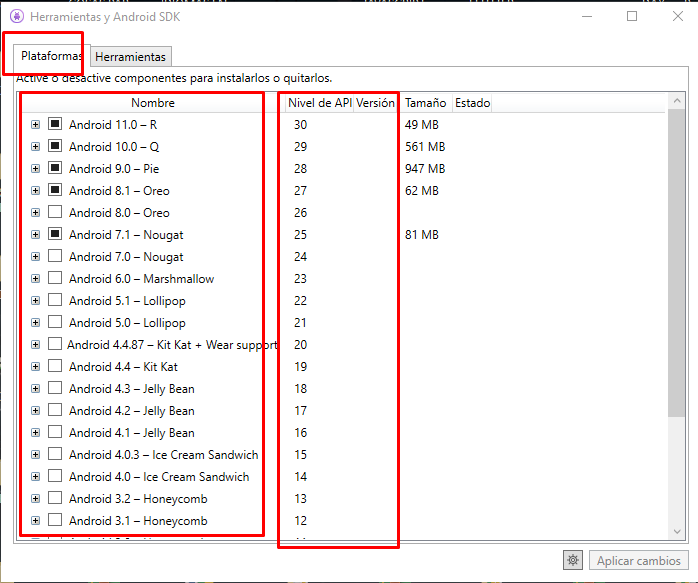 Herramientas y Android SDK
Plataformas Herramientas
Active o desactive componentes para instalarlos o quitarlos.
Nombre Nivel de API Versión Tamaño Estado
Android 11.0 – R 30 49 MB
Android 10.0 – Q 29 561 MB
Android 9.0 – Pie 28 947 MB
Android 8.1 – Oreo 27 62 MB
Android 8.0 – Oreo 26
Android 7.1 – Nougat 25 81 MB
Android 7.0 – Nougat 24
Android 6.0 – Marshmallow 23
Android 5.1 – Lollipop 22
Android 5.0 – Lollipop 21
Android 4.4.87 – Kit Kat + Wear support 20
Android 4.4 – Kit Kat 19
Android 4.3 – Jelly Bean 18
Android 4.2 – Jelly Bean 17
Android 4.1 – Jelly Bean 16
Android 4.0.3 – Ice Cream Sandwich 15
Android 4.0 – Ice Cream Sandwich 14
Android 3.2 – Honeycomb 13
Android 3.1 – Honeycomb 12
Aplicar cambios